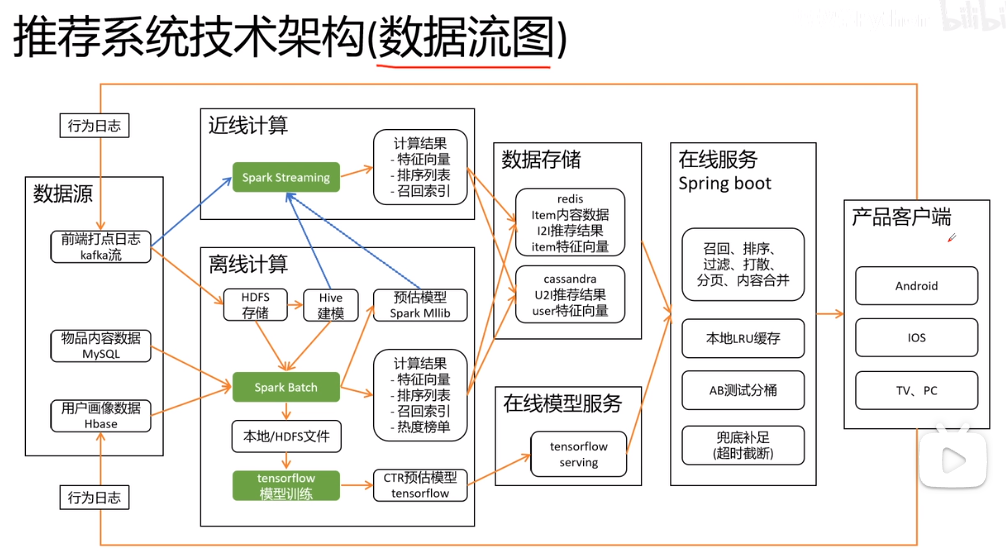 推荐系统技术架构(数据流图)
bilibili
行为日志
数据源
前端打点日志
kafka流
物品内容数据
MySQL
用户画像数据
Hbase
行为日志
近线计算
Spark Streaming
计算结果
- 特征向量
- 排序列表
- 召回索引
离线计算
HDFS
存储
Hive
建模
预估模型
Spark Mllib
Spark Batch
计算结果
- 特征向量
- 排序列表
- 召回索引
- 热度榜单
本地/HDFS文件
tensorflow
模型训练
CTR预估模型
tensorflow
数据存储
redis
Item内容数据
I2I推荐结果
item特征向量
cassandra
U2I推荐结果
user特征向量
在线模型服务
tensorflow
serving
在线服务
Spring boot
召回、排序、
过滤、打散、
分页、内容合并
本地LRU缓存
AB测试分桶
兜底补足
(超时截断)
产品客户端
Android
IOS
TV、PC